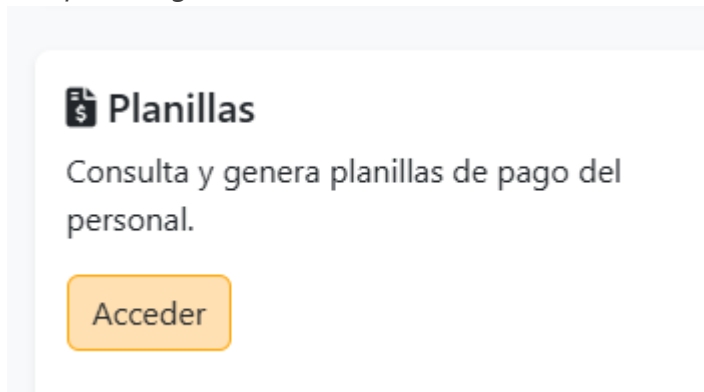 Planillas
Consulta y genera planillas de pago del
personal.
Acceder